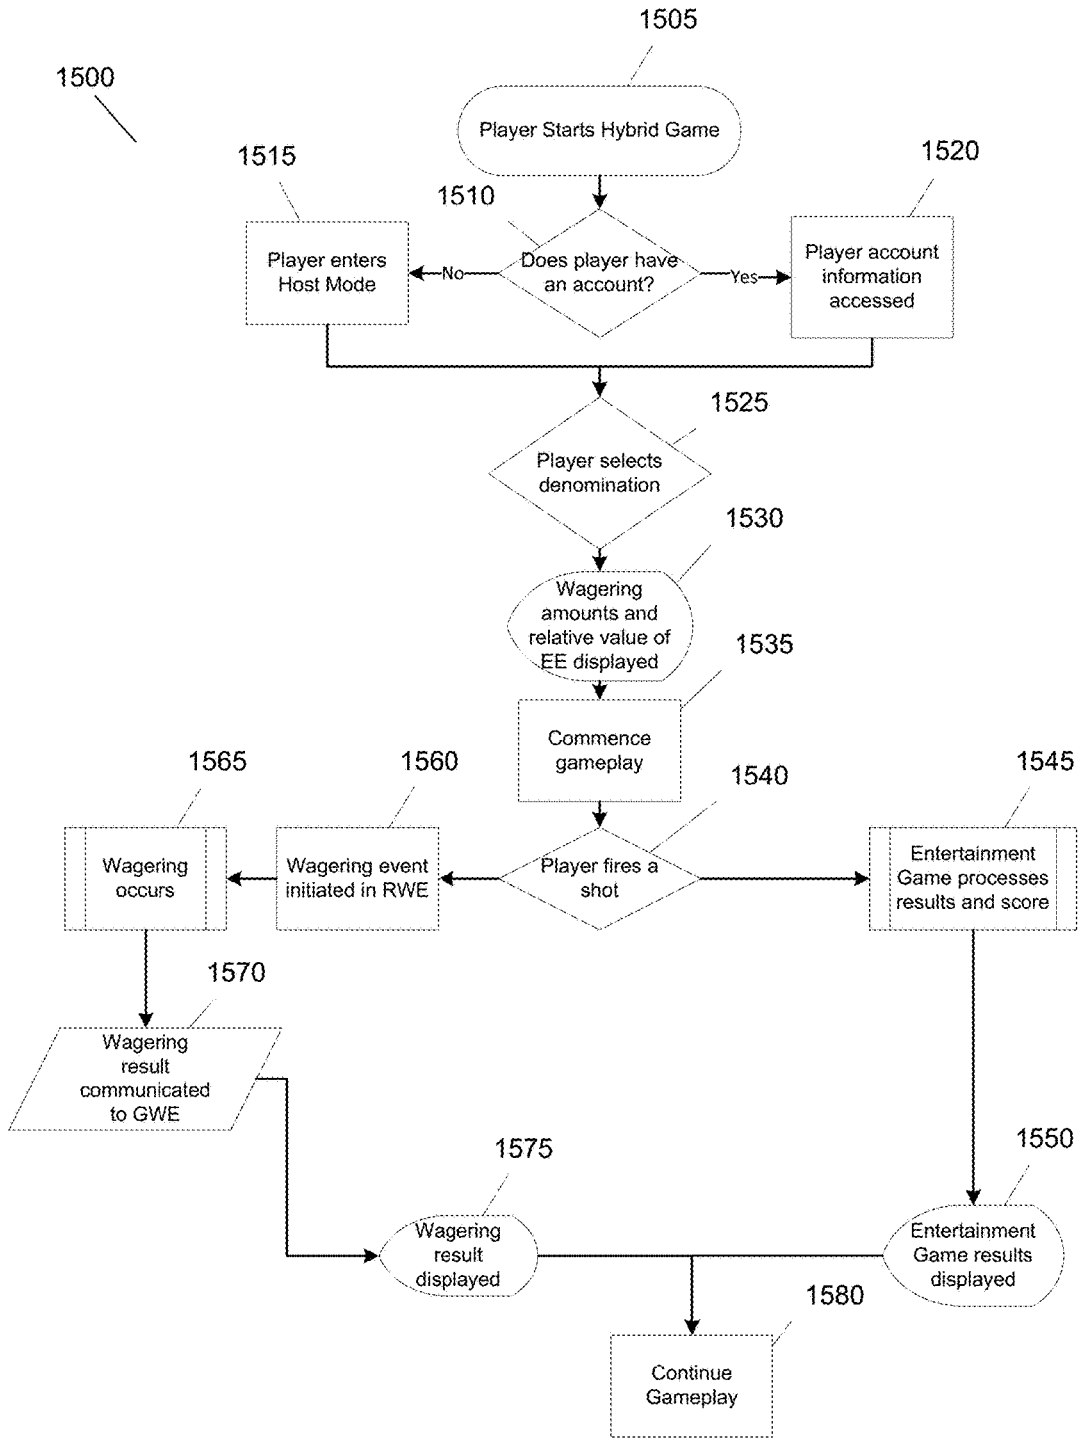 1505
1500
Player Starts Hybrid Game
1515
1520
1510
Player enters
Host Mode
No
Does player have
an account?
Yes
Player account
information
accessed
1525
Player selects
denomination
1530
Wagering
amounts and
relative value of
EE displayed
1535
Commence
gameplay
1565
1560
1540
1545
Wagering
occurs
Wagering event
initiated in RWE
Player fires a
shot
Entertainment
Game processes
results and score
1570
Wagering
result
communicated
to GWE
1575
1550
Wagering
result
displayed
Entertainment
Game results
displayed
1580
Continue
Gameplay